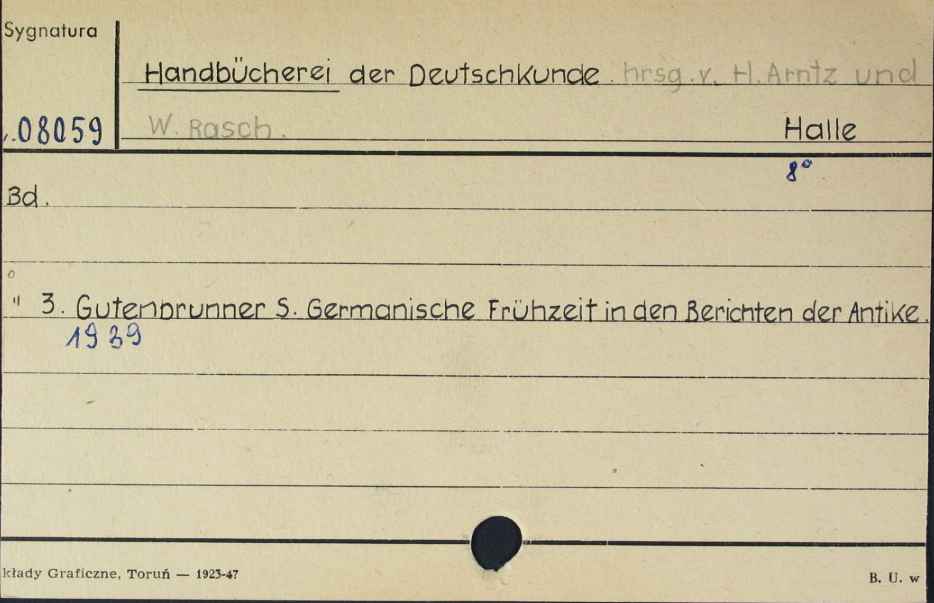 Sygnatura
Handbücherei der Deutschkunde. hrsg. v. H. Arntz und
08059 W. Rasch. Halle
8°
Bd.
" 3. Gutenbrunner S. Germanische Frühzeit in den Berichten der Antike.
1939
kłady Graficzne, Toruń — 1923-47 B. U. w